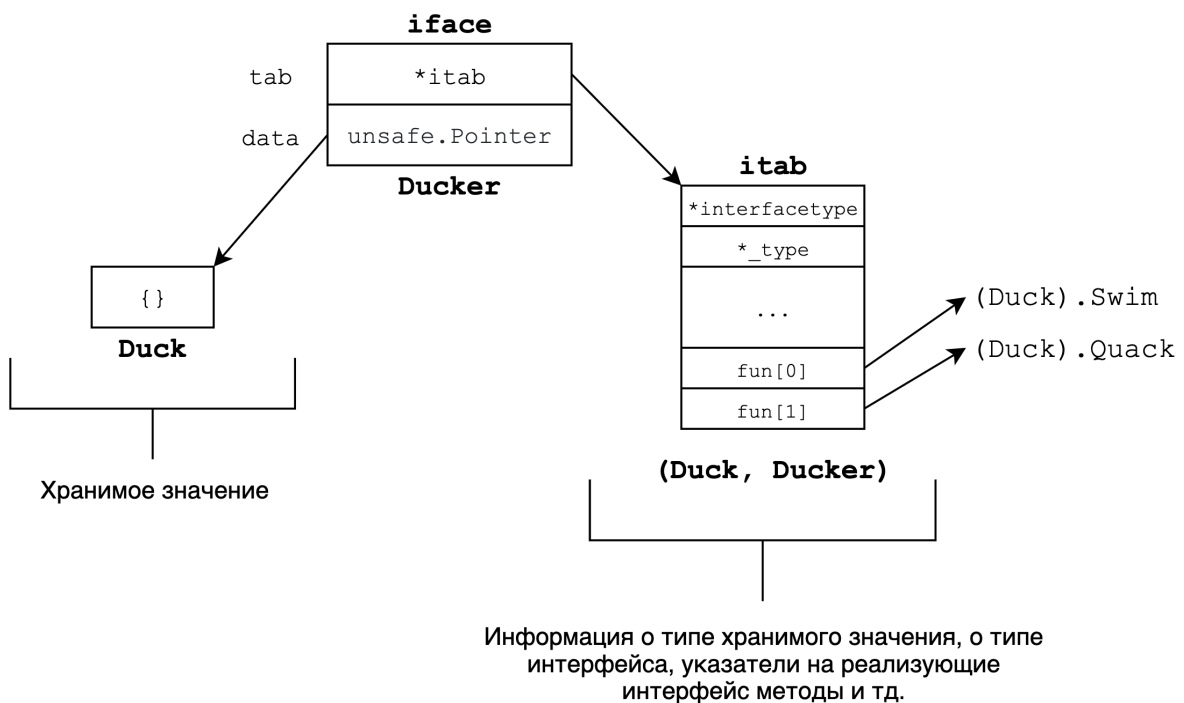 iface
tab
*itab
data
unsafe.Pointer
Ducker
itab
*interfacetype
*_type
...
fun[0]
fun[1]
(Duck).Swim
(Duck).Quack
(Duck, Ducker)
{}
Duck
Хранимое значение
Информация о типе хранимого значения, о типе
интерфейса, указатели на реализующие
интерфейс методы и тд.